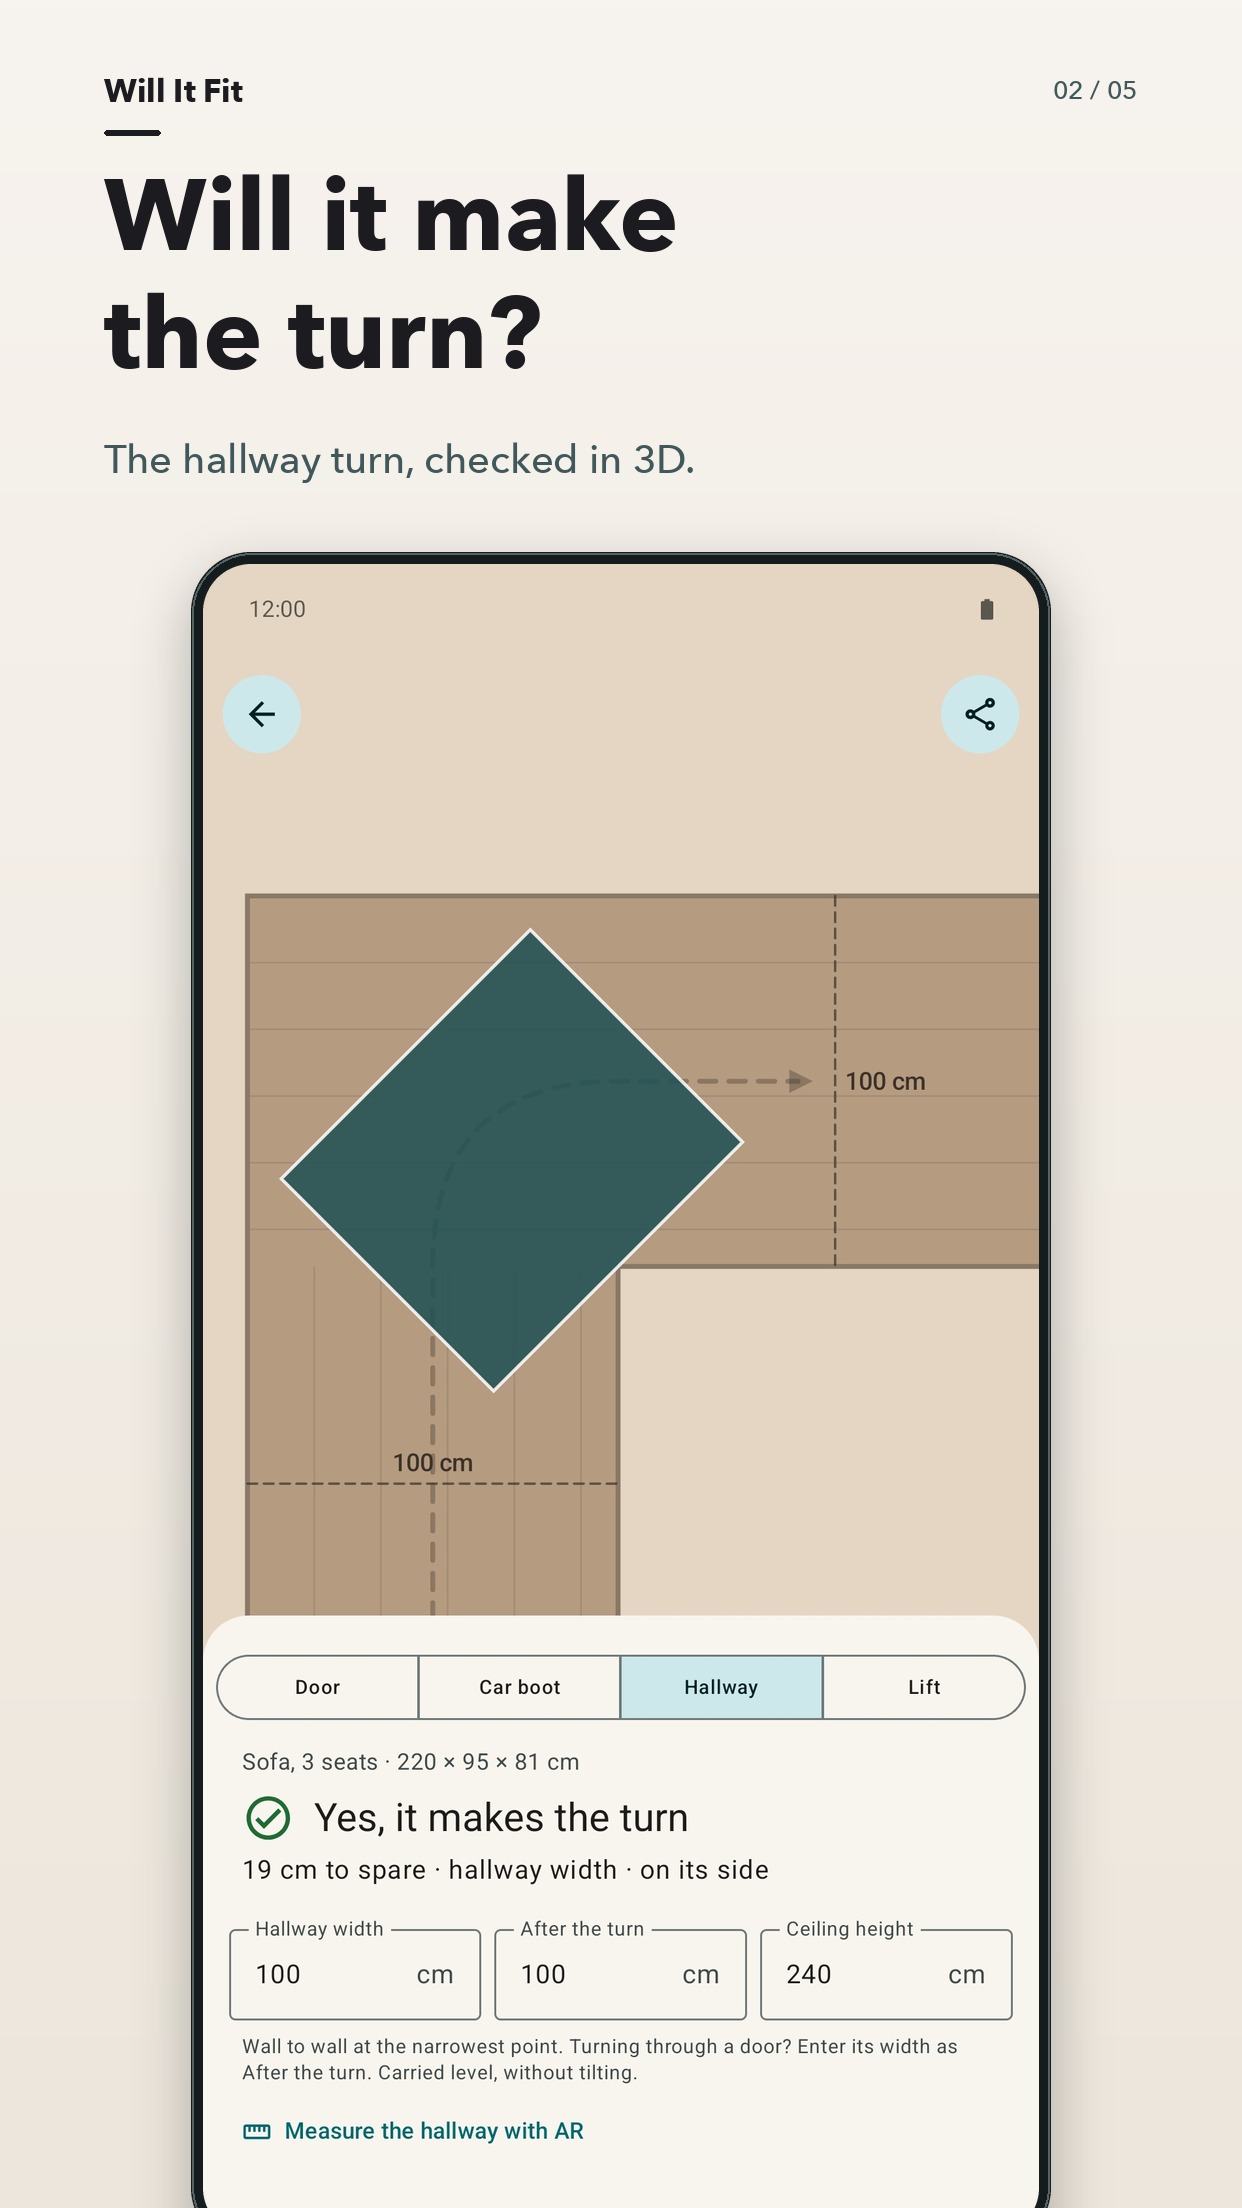 Will It Fit
02 / 05
Will it make
the turn?
The hallway turn, checked in 3D.
12:00
100 cm
100 cm
Door
Car boot
Hallway
Lift
Sofa, 3 seats · 220 × 95 × 81 cm
Yes, it makes the turn
19 cm to spare · hallway width · on its side
Hallway width
After the turn
Ceiling height
100 cm
100 cm
240 cm
Wall to wall at the narrowest point. Turning through a door? Enter its width as
After the turn. Carried level, without tilting.
Measure the hallway with AR